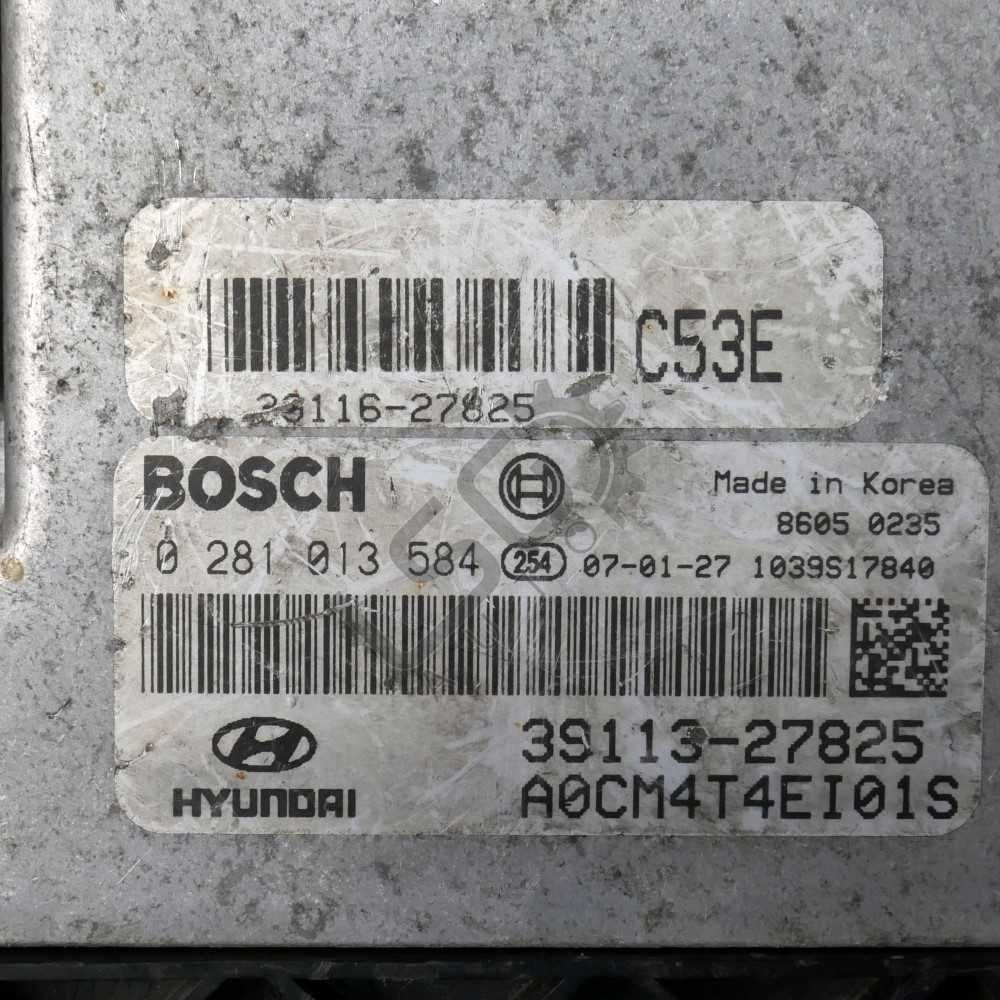 C53E
39116-27825
BOSCH
Made in Korea
8605 0235
0 281 013 584 254 07-01-27 1039S17840
39113-27825
HYUNDAI
A0CM4T4EI01S